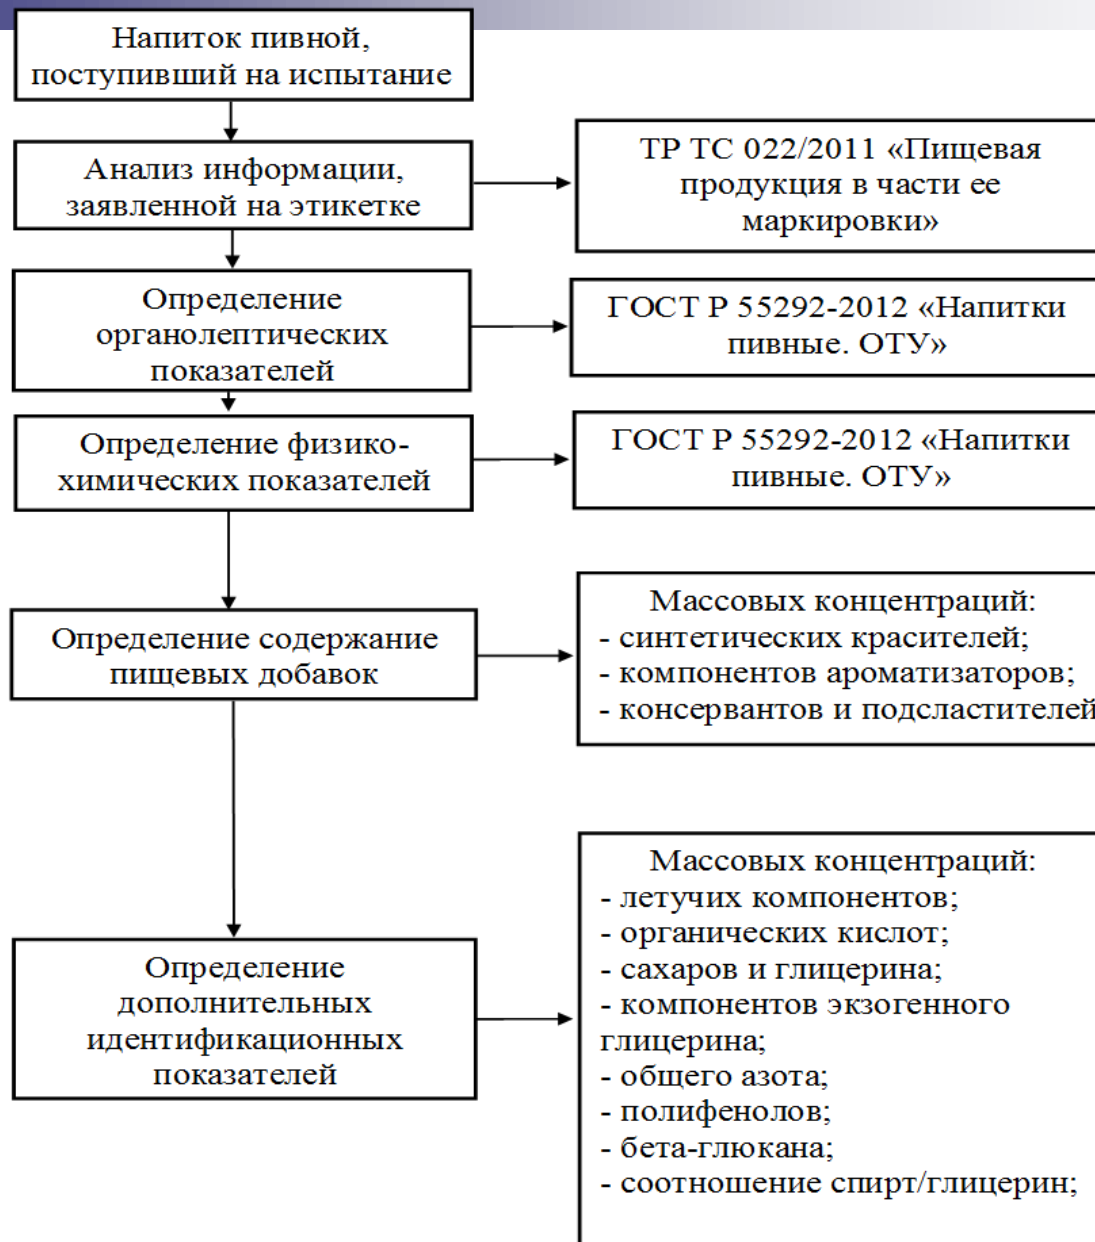 Напиток пивной,
поступивший на испытание
Анализ информации,
заявленной на этикетке
ТР ТС 022/2011 «Пищевая
продукция в части ее
маркировки»
Определение
органолептических
показателей
ГОСТ Р 55292-2012 «Напитки
пивные. ОТУ»
Определение физико-
химических показателей
ГОСТ Р 55292-2012 «Напитки
пивные. ОТУ»
Определение содержание
пищевых добавок
Массовых концентраций:
- синтетических красителей;
- компонентов ароматизаторов;
- консервантов и подсластителей
Определение
дополнительных
идентификационных
показателей
Массовых концентраций:
- летучих компонентов;
- органических кислот;
- сахаров и глицерина;
- компонентов экзогенного
глицерина;
- общего азота;
- полифенолов;
- бета-глюкана;
- соотношение спирт/глицерин;